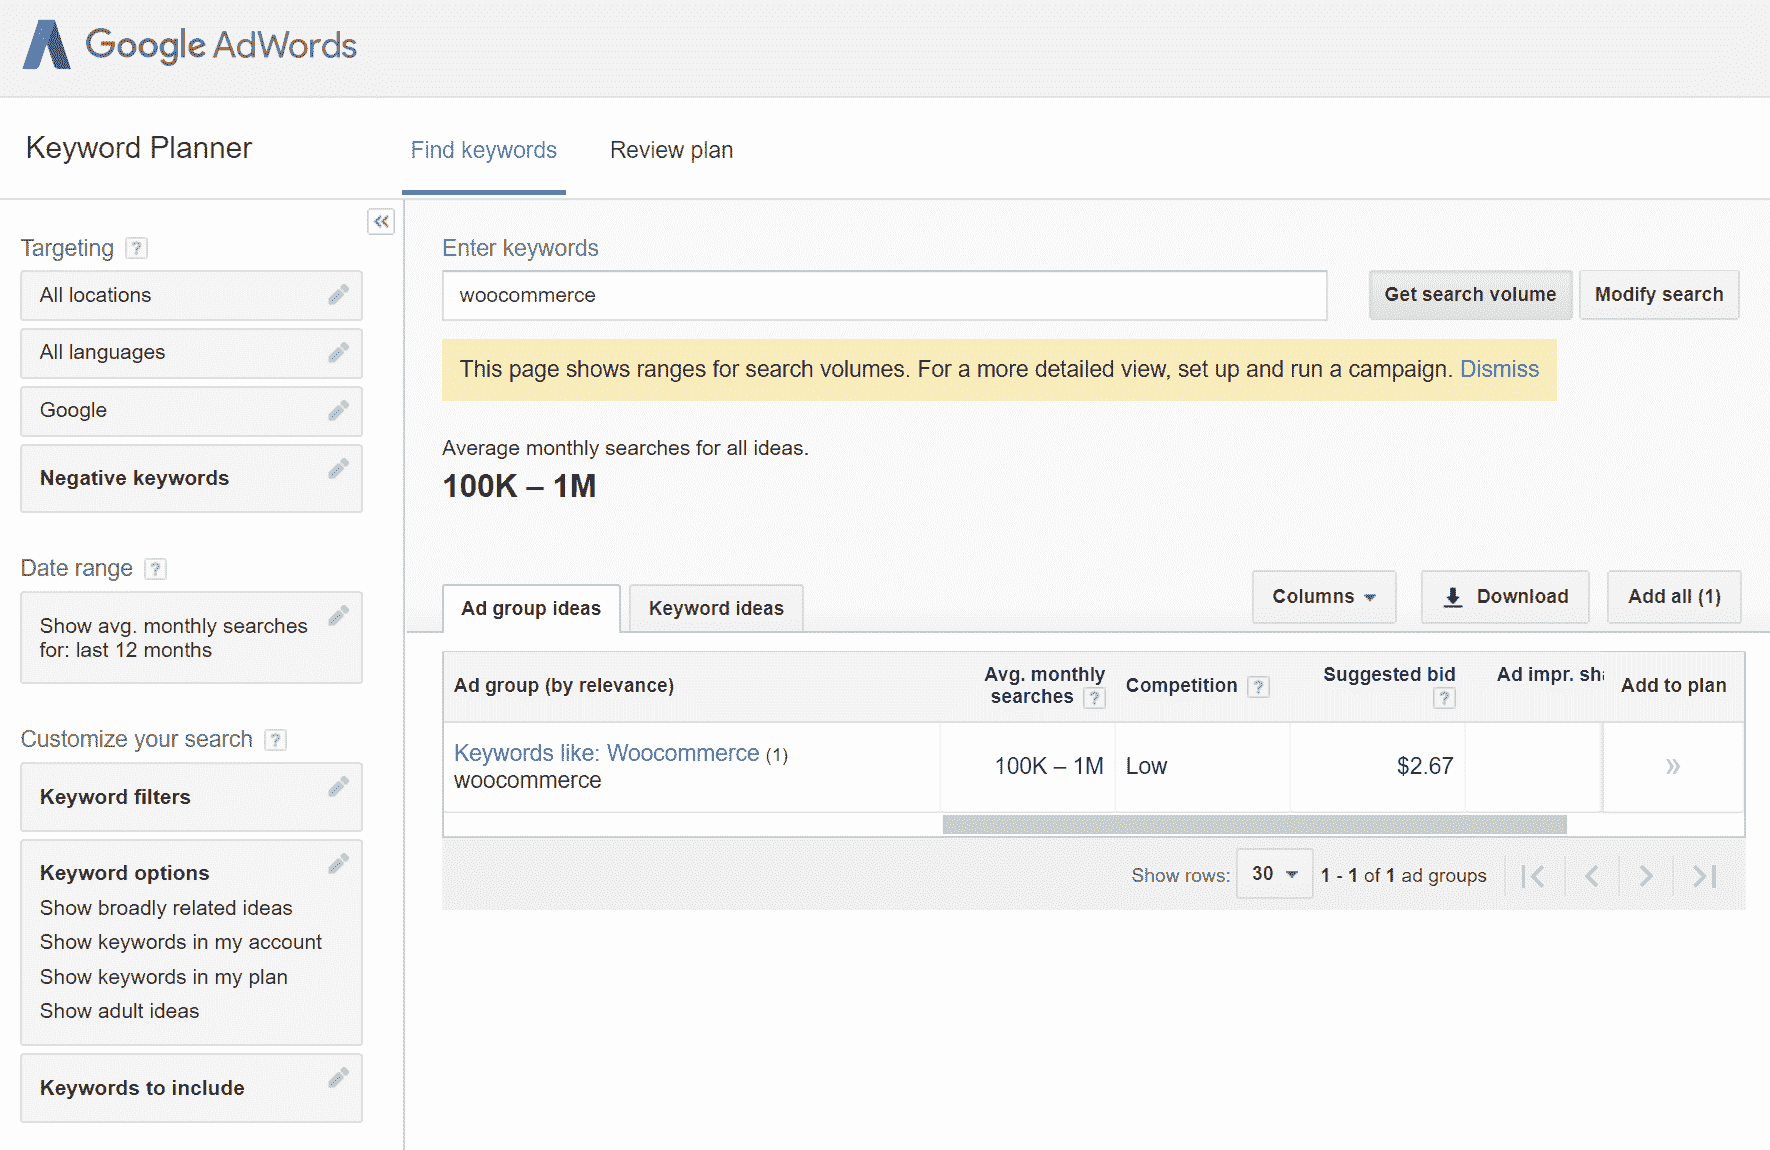 Google AdWords
Keyword Planner
Find keywords
Review plan
Targeting ?
All locations
All languages
Google
Negative keywords
Date range ?
Show avg. monthly searches
for: last 12 months
Customize your search ?
Keyword filters
Keyword options
Show broadly related ideas
Show keywords in my account
Show keywords in my plan
Show adult ideas
Keywords to include
Enter keywords
woocommerce
Get search volume
Modify search
This page shows ranges for search volumes. For a more detailed view, set up and run a campaign. Dismiss
Average monthly searches for all ideas.
100K – 1M
Ad group ideas
Keyword ideas
Columns
Download
Add all (1)
Ad group (by relevance)
Avg. monthly
searches ?
Competition ?
Suggested bid
?
Ad impr. sha
Add to plan
Keywords like: Woocommerce (1)
woocommerce
100K – 1M
Low
$2.67
»
Show rows: 30
1 - 1 of 1 ad groups